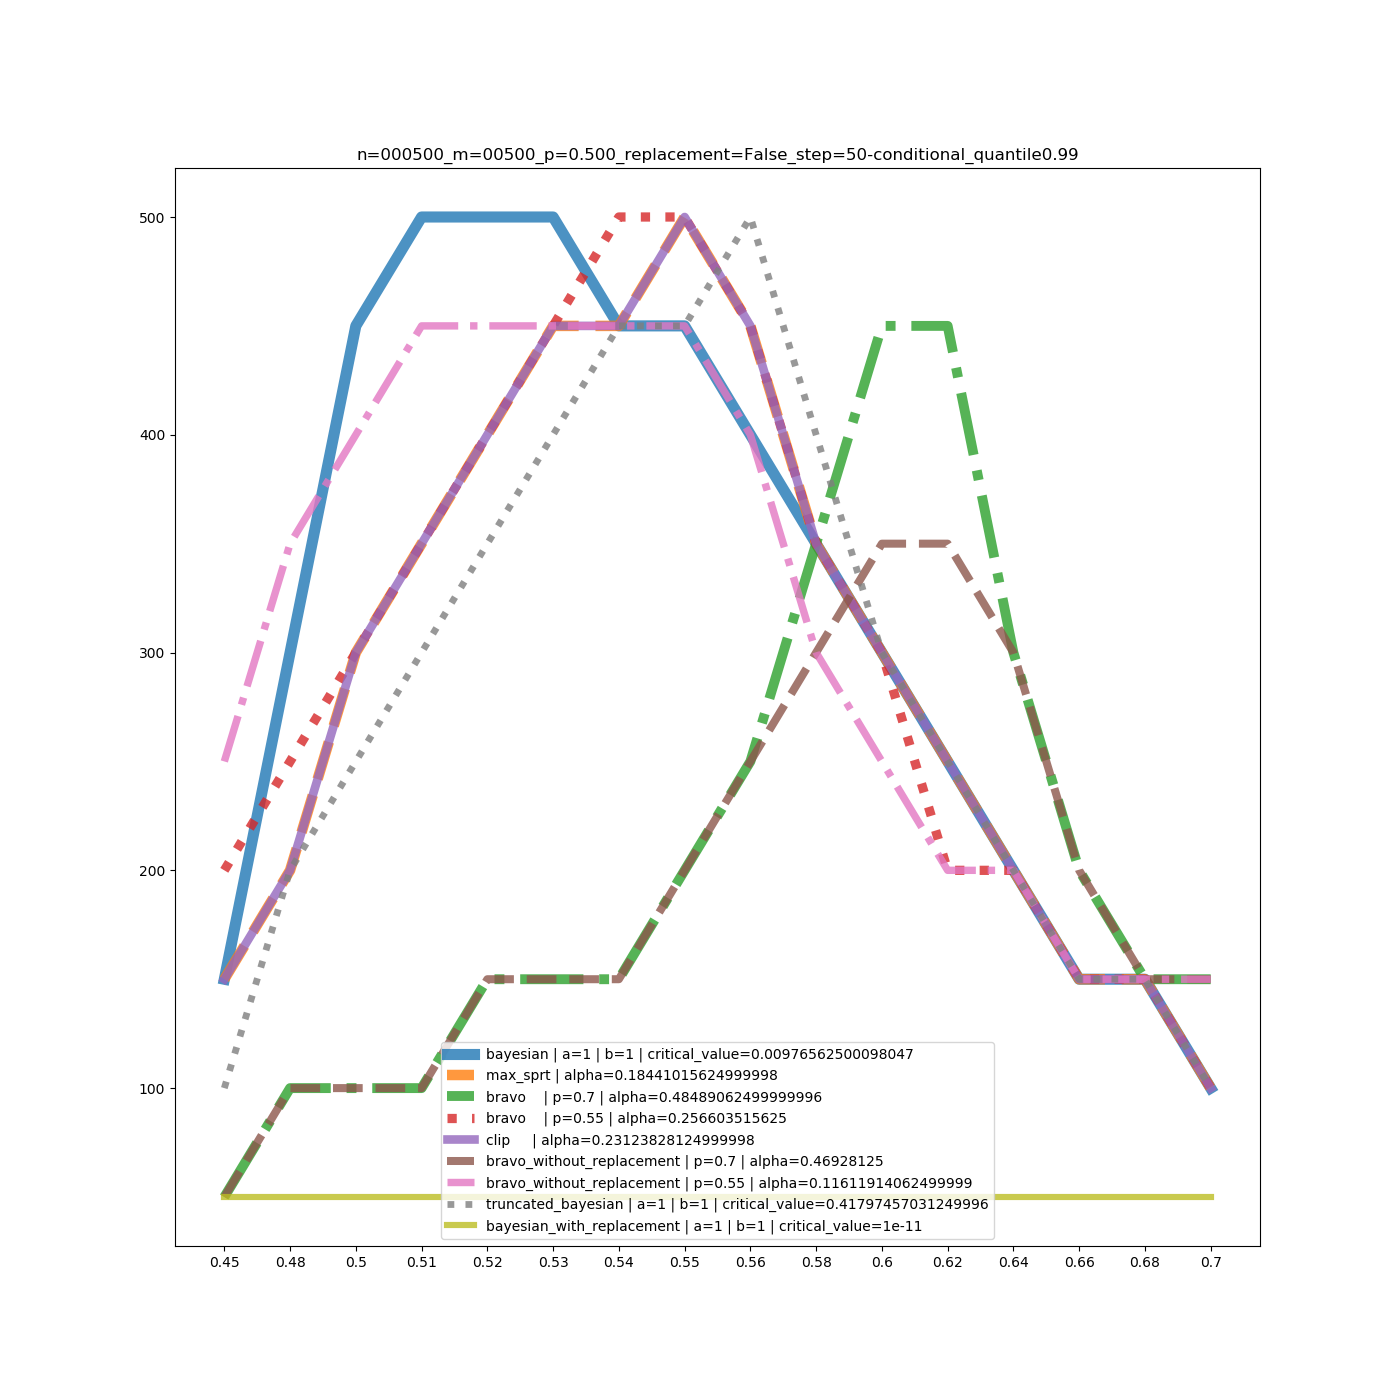 n=000500_m=00500_p=0.500_replacement=False_step=50-conditional_quantile0.99
500
400
300
200
100
bayesian | a=1 | b=1 | critical_value=0.00976562500098047
max_sprt | alpha=0.18441015624999998
bravo    | p=0.7 | alpha=0.48489062499999996
bravo    | p=0.55 | alpha=0.256603515625
clip     | alpha=0.23123828124999998
bravo_without_replacement | p=0.7 | alpha=0.46928125
bravo_without_replacement | p=0.55 | alpha=0.11611914062499999
truncated_bayesian | a=1 | b=1 | critical_value=0.41797457031249996
bayesian_with_replacement | a=1 | b=1 | critical_value=1e-11
0.45 0.48 0.5 0.51 0.52 0.53 0.54 0.55 0.56 0.58 0.6 0.62 0.64 0.66 0.68 0.7